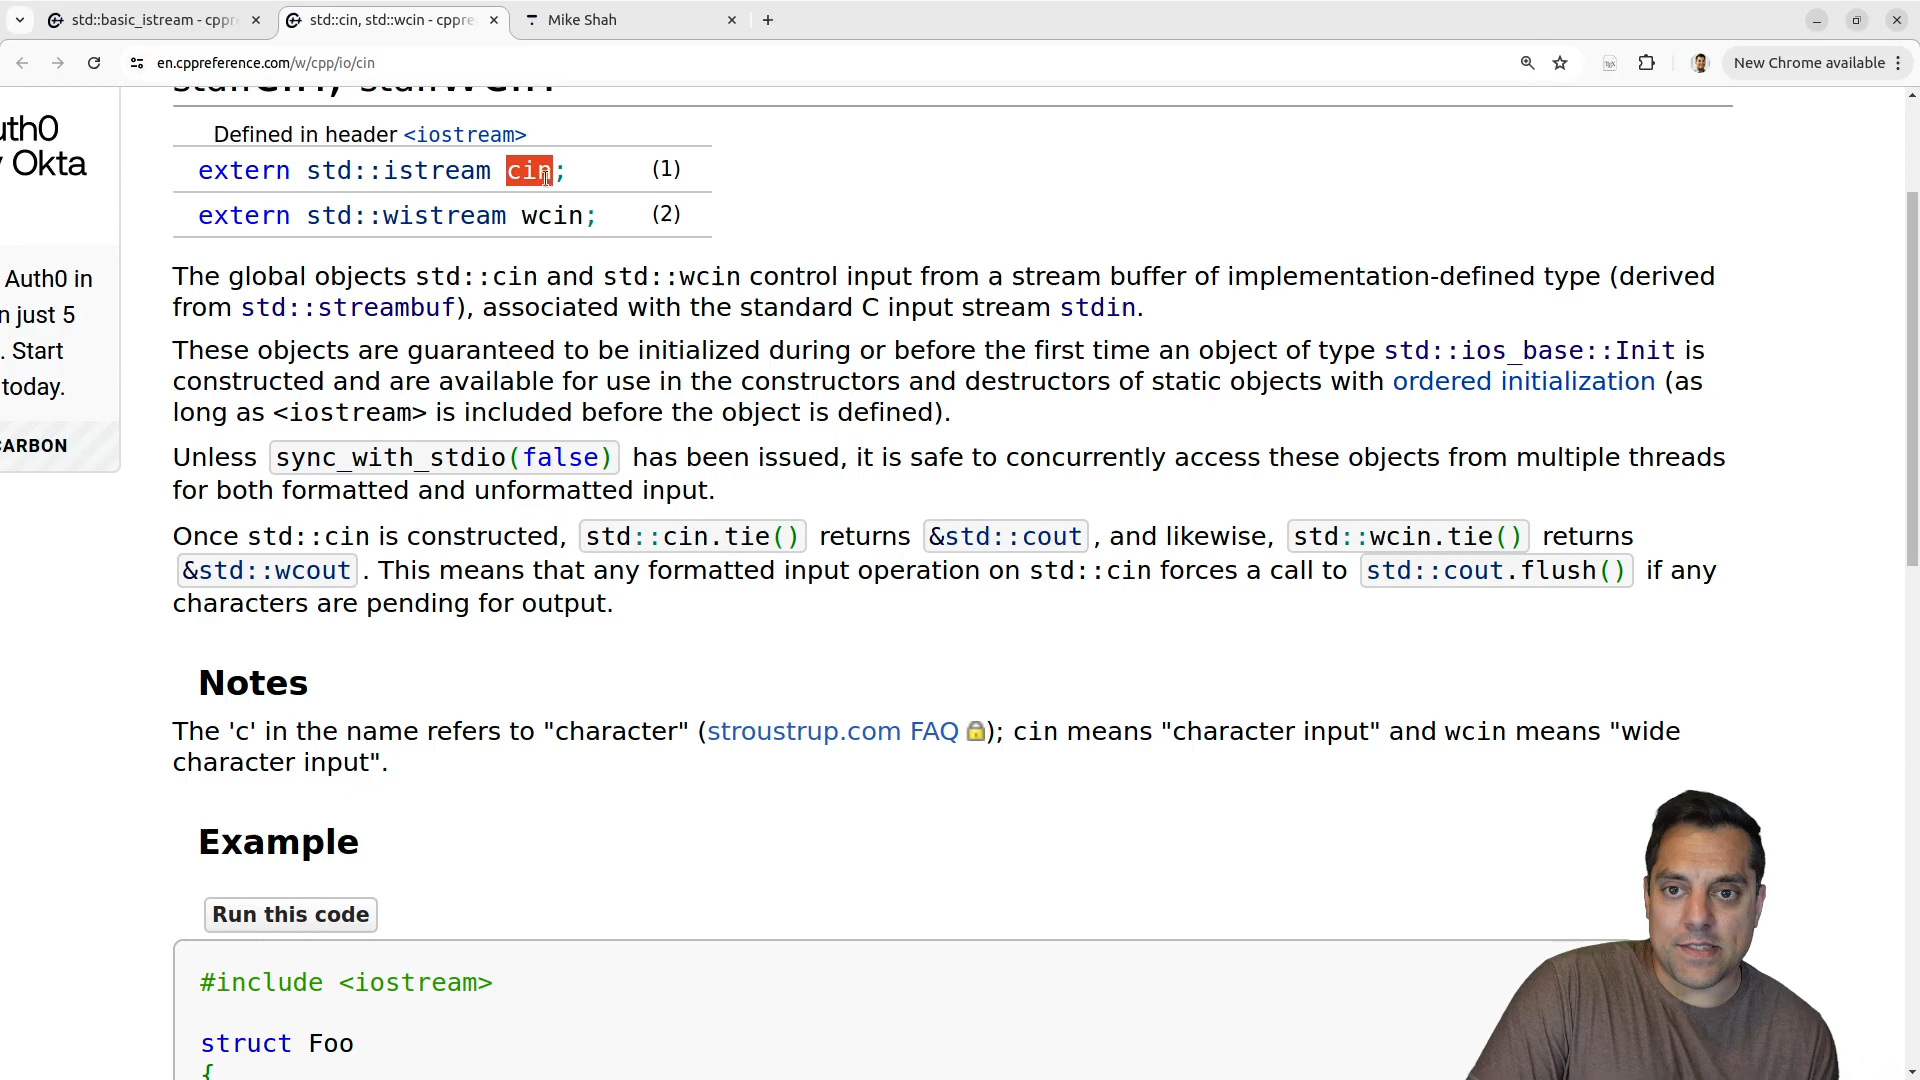 std::basic_istream - cppr
std::cin, std::wcin - cppre
Mike Shah
en.cppreference.com/w/cpp/io/cin
New Chrome available
uth0
y Okta
Auth0 in
n just 5
. Start
today.
CARBON
Defined in header <iostream>
extern std::istream cin; (1)
extern std::wistream wcin; (2)
The global objects std::cin and std::wcin control input from a stream buffer of implementation-defined type (derived
from std::streambuf), associated with the standard C input stream stdin.
These objects are guaranteed to be initialized during or before the first time an object of type std::ios_base::Init is
constructed and are available for use in the constructors and destructors of static objects with ordered initialization (as
long as <iostream> is included before the object is defined).
Unless sync_with_stdio(false) has been issued, it is safe to concurrently access these objects from multiple threads
for both formatted and unformatted input.
Once std::cin is constructed, std::cin.tie() returns &std::cout, and likewise, std::wcin.tie() returns
&std::wcout. This means that any formatted input operation on std::cin forces a call to std::cout.flush() if any
characters are pending for output.
Notes
The 'c' in the name refers to "character" (stroustrup.com FAQ); cin means "character input" and wcin means "wide
character input".
Example
Run this code
#include <iostream>
struct Foo
{